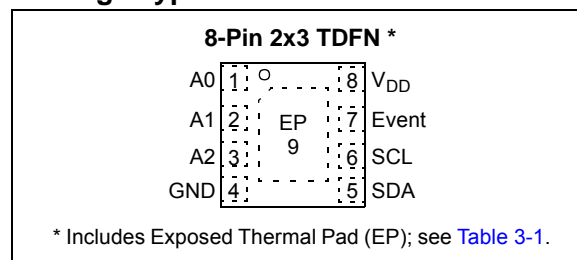 8-Pin 2x3 TDFN *
A0 1 8 VDD
A1 2 EP 7 Event
A2 3 9 6 SCL
GND 4 5 SDA
* Includes Exposed Thermal Pad (EP); see Table 3-1.